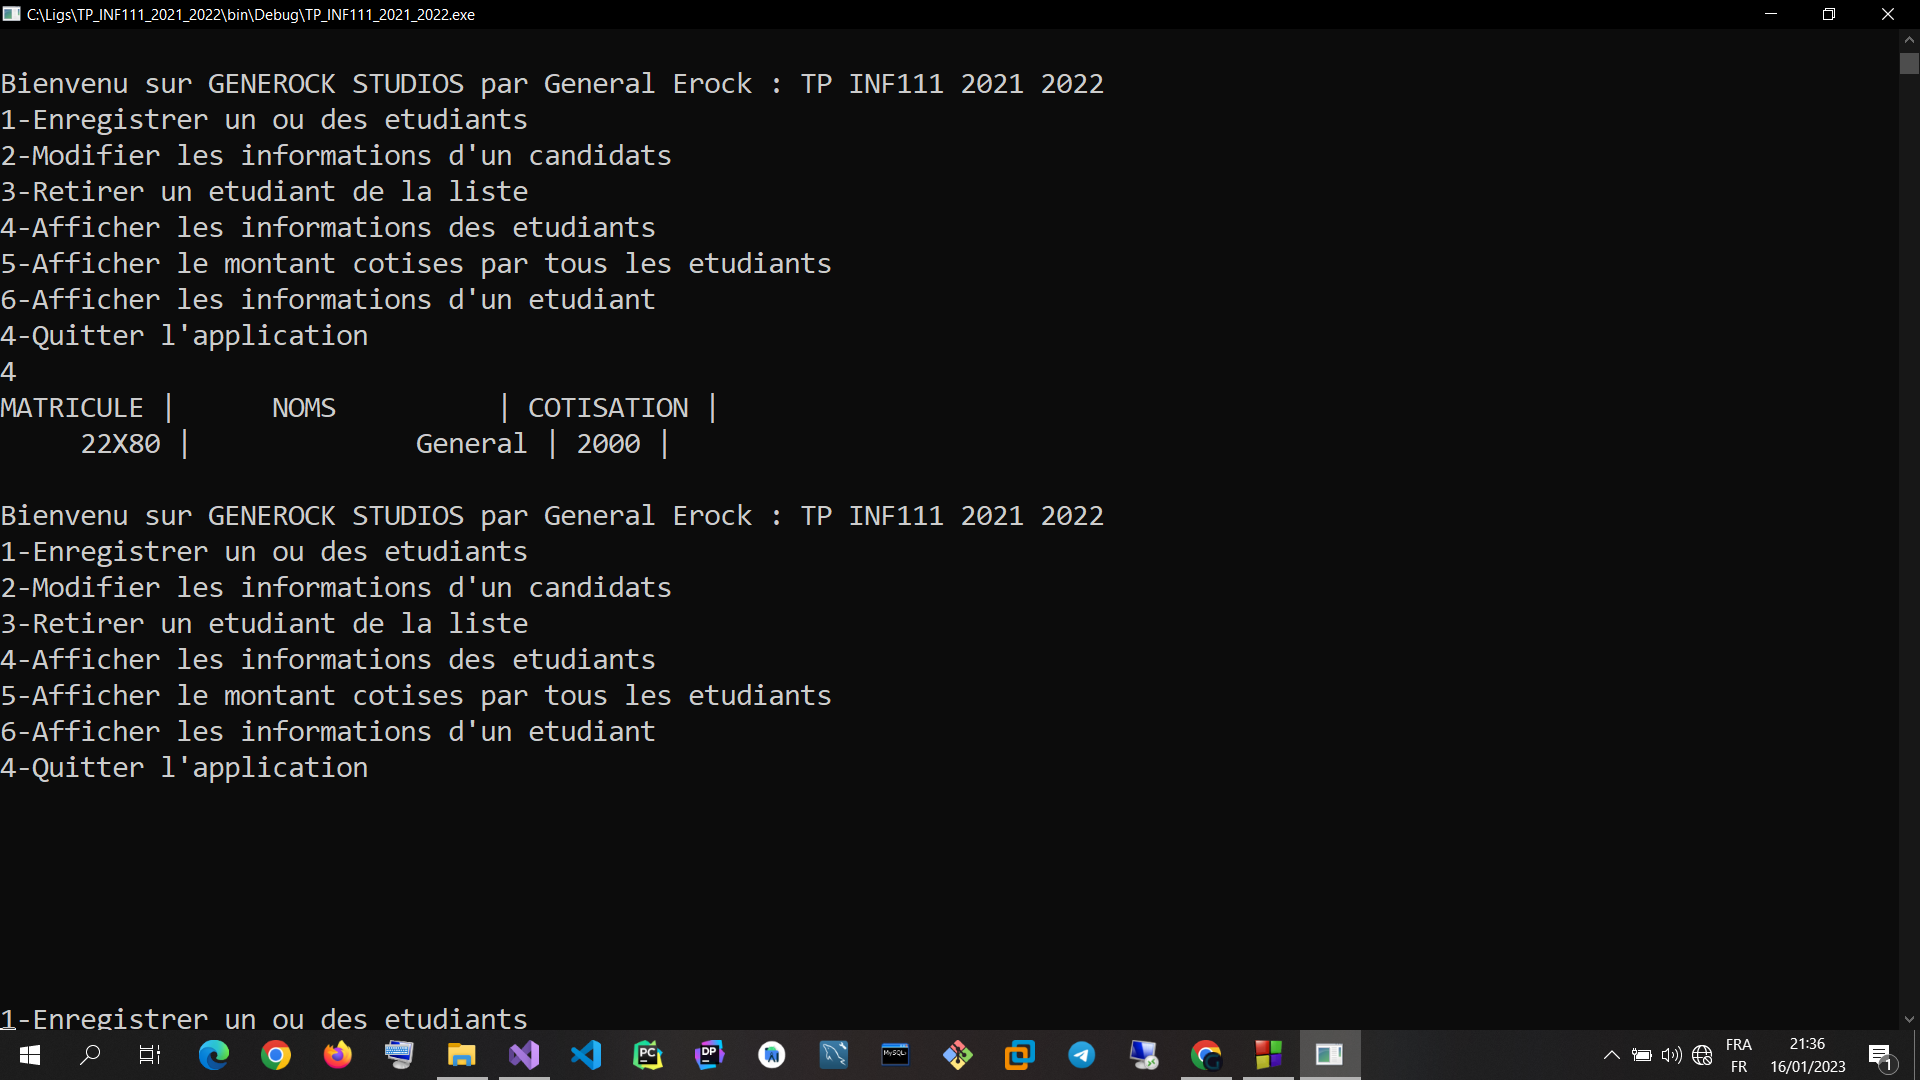 C:\Ligs\TP_INF111_2021_2022\bin\Debug\TP_INF111_2021_2022.exe
Bienvenu sur GENEROCK STUDIOS par General Erock : TP INF111 2021 2022
1-Enregistrer un ou des etudiants
2-Modifier les informations d'un candidats
3-Retirer un etudiant de la liste
4-Afficher les informations des etudiants
5-Afficher le montant cotises par tous les etudiants
6-Afficher les informations d'un etudiant
4-Quitter l'application
4
MATRICULE |      NOMS          | COTISATION |
     22X80 |              General | 2000 |
Bienvenu sur GENEROCK STUDIOS par General Erock : TP INF111 2021 2022
1-Enregistrer un ou des etudiants
2-Modifier les informations d'un candidats
3-Retirer un etudiant de la liste
4-Afficher les informations des etudiants
5-Afficher le montant cotises par tous les etudiants
6-Afficher les informations d'un etudiant
4-Quitter l'application
1-Enregistrer un ou des etudiants
PC
DP
MySQL
FRA
FR
21:36
16/01/2023
1